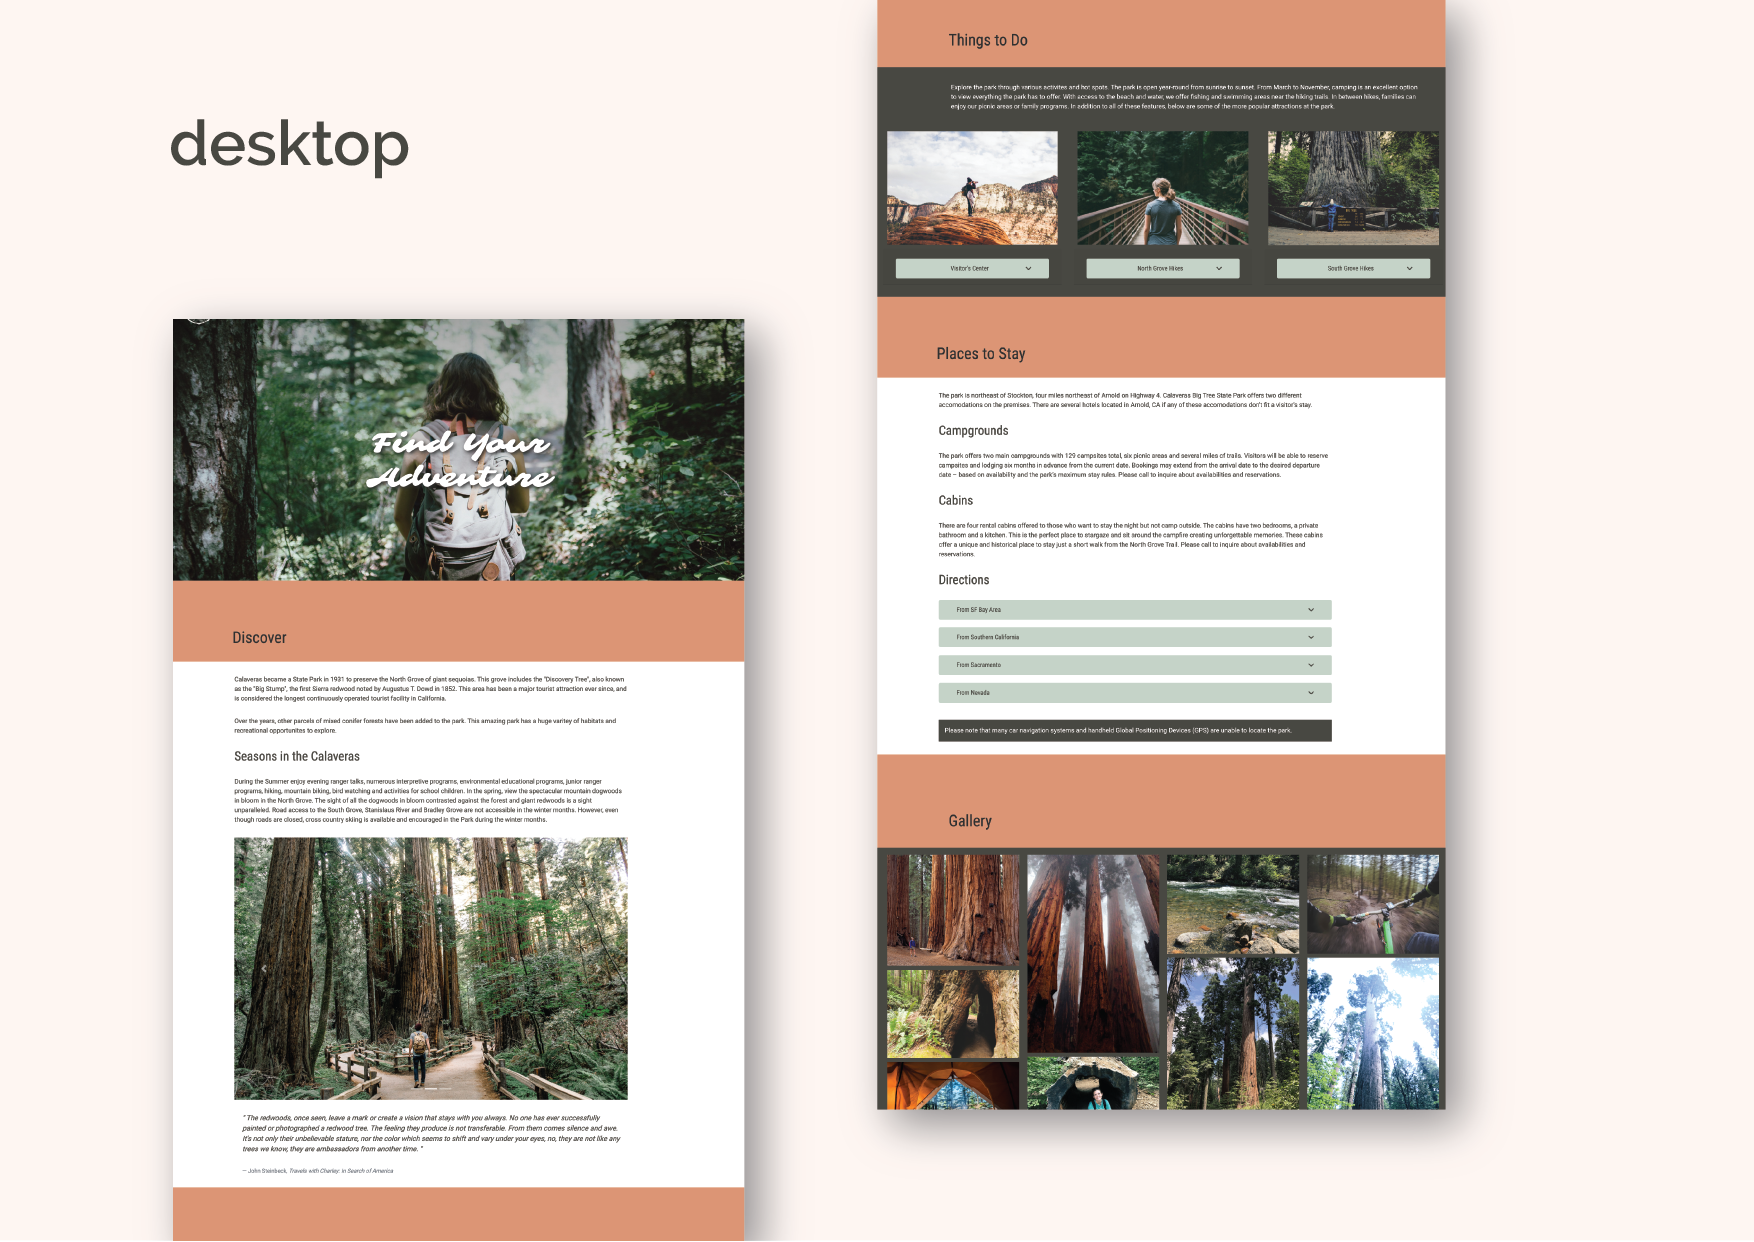 desktop
Find Your
Adventure
Discover
Calaveras became a State Park in 1931 to preserve the North Grove of giant sequoias. This grove includes the "Discovery Tree", also known
as the "Big Stump", the first Sierra redwood noted by Augustus T. Dowd in 1852. This area has been a major tourist attraction ever since, and
is considered the longest continuously operated tourist facility in California.
Over the years, other parcels of mixed conifer forests have been added to the park. This amazing park has a huge varitey of habitats and
recreational opportunites to explore.
Seasons in the Calaveras
During the Summer enjoy evening ranger talks, numerous interpretive programs, environmental educational programs, junior ranger
programs, hiking, mountain biking, bird watching and activities for school children. In the spring, view the spectacular mountain dogwoods
in bloom in the North Grove. The sight of all the dogwoods in bloom contrasted against the forest and giant redwoods is a sight
unparalleled. Road access to the South Grove, Stanislaus River and Bradley Grove are not accessible in the winter months. However, even
though roads are closed, cross country skiing is available and encouraged in the Park during the winter months.
" The redwoods, once seen, leave a mark or create a vision that stays with you always. No one has ever successfully
painted or photographed a redwood tree. The feeling they produce is not transferable. From them comes silence and awe.
It's not only their unbelievable stature, nor the color which seems to shift and vary under your eyes, no, they are not like any
trees we know, they are ambassadors from another time. "
— John Steinbeck, Travels with Charley: in Search of America
Things to Do
Explore the park through various activites and hot spots. The park is open year-round from sunrise to sunset. From March to November, camping is an excellent option
to view everything the park has to offer. With access to the beach and water, we offer fishing and swimming areas near the hiking trails. In between hikes, families can
enjoy our picnic areas or family programs. In addition to all of these features, below are some of the more popular attractions at the park.
Visitor's Center
North Grove Hikes
South Grove Hikes
Places to Stay
The park is northeast of Stockton, four miles northeast of Arnold on Highway 4. Calaveras Big Tree State Park offers two different
accomodations on the premises. There are several hotels located in Arnold, CA if any of these accomodations don't fit a visitor's stay.
Campgrounds
The park offers two main campgrounds with 129 campsites total, six picnic areas and several miles of trails. Visitors will be able to reserve
campsites and lodging six months in advance from the current date. Bookings may extend from the arrival date to the desired departure
date – based on availability and the park's maximum stay rules. Please call to inquire about availabilities and reservations.
Cabins
There are four rental cabins offered to those who want to stay the night but not camp outside. The cabins have two bedrooms, a private
bathroom and a kitchen. This is the perfect place to stargaze and sit around the campfire creating unforgettable memories. These cabins
offer a unique and historical place to stay just a short walk from the North Grove Trail. Please call to inquire about availabilities and
reservations.
Directions
From SF Bay Area
From Southern California
From Sacramento
From Nevada
Please note that many car navigation systems and handheld Global Positioning Devices (GPS) are unable to locate the park.
Gallery